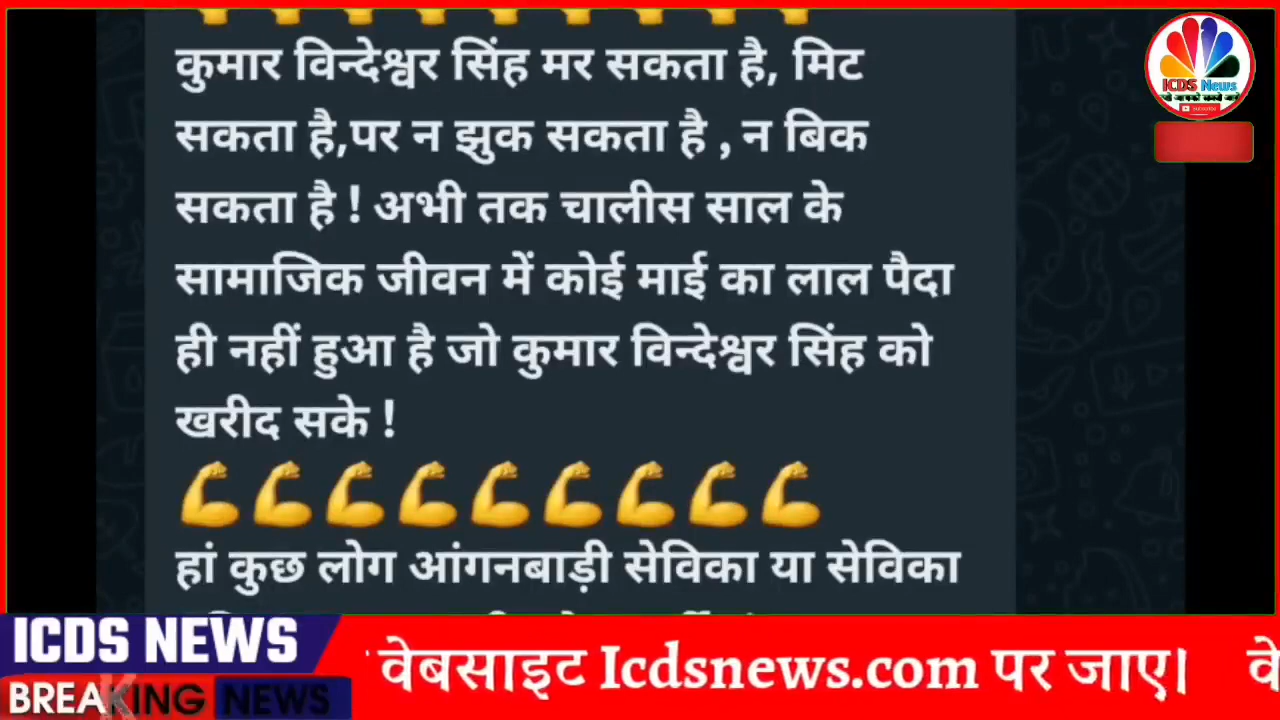 कुमार विन्देश्वर सिंह मर सकता है, मिट
सकता है,पर न झुक सकता है , न बिक
सकता है ! अभी तक चालीस साल के
सामाजिक जीवन में कोई माई का लाल पैदा
ही नहीं हुआ है जो कुमार विन्देश्वर सिंह को
खरीद सके !
हां कुछ लोग आंगनबाड़ी सेविका या सेविका
ICDS News
ICDS NEWS
BREAKING NEWS
वेबसाइट Icdsnews.com पर जाए। वे